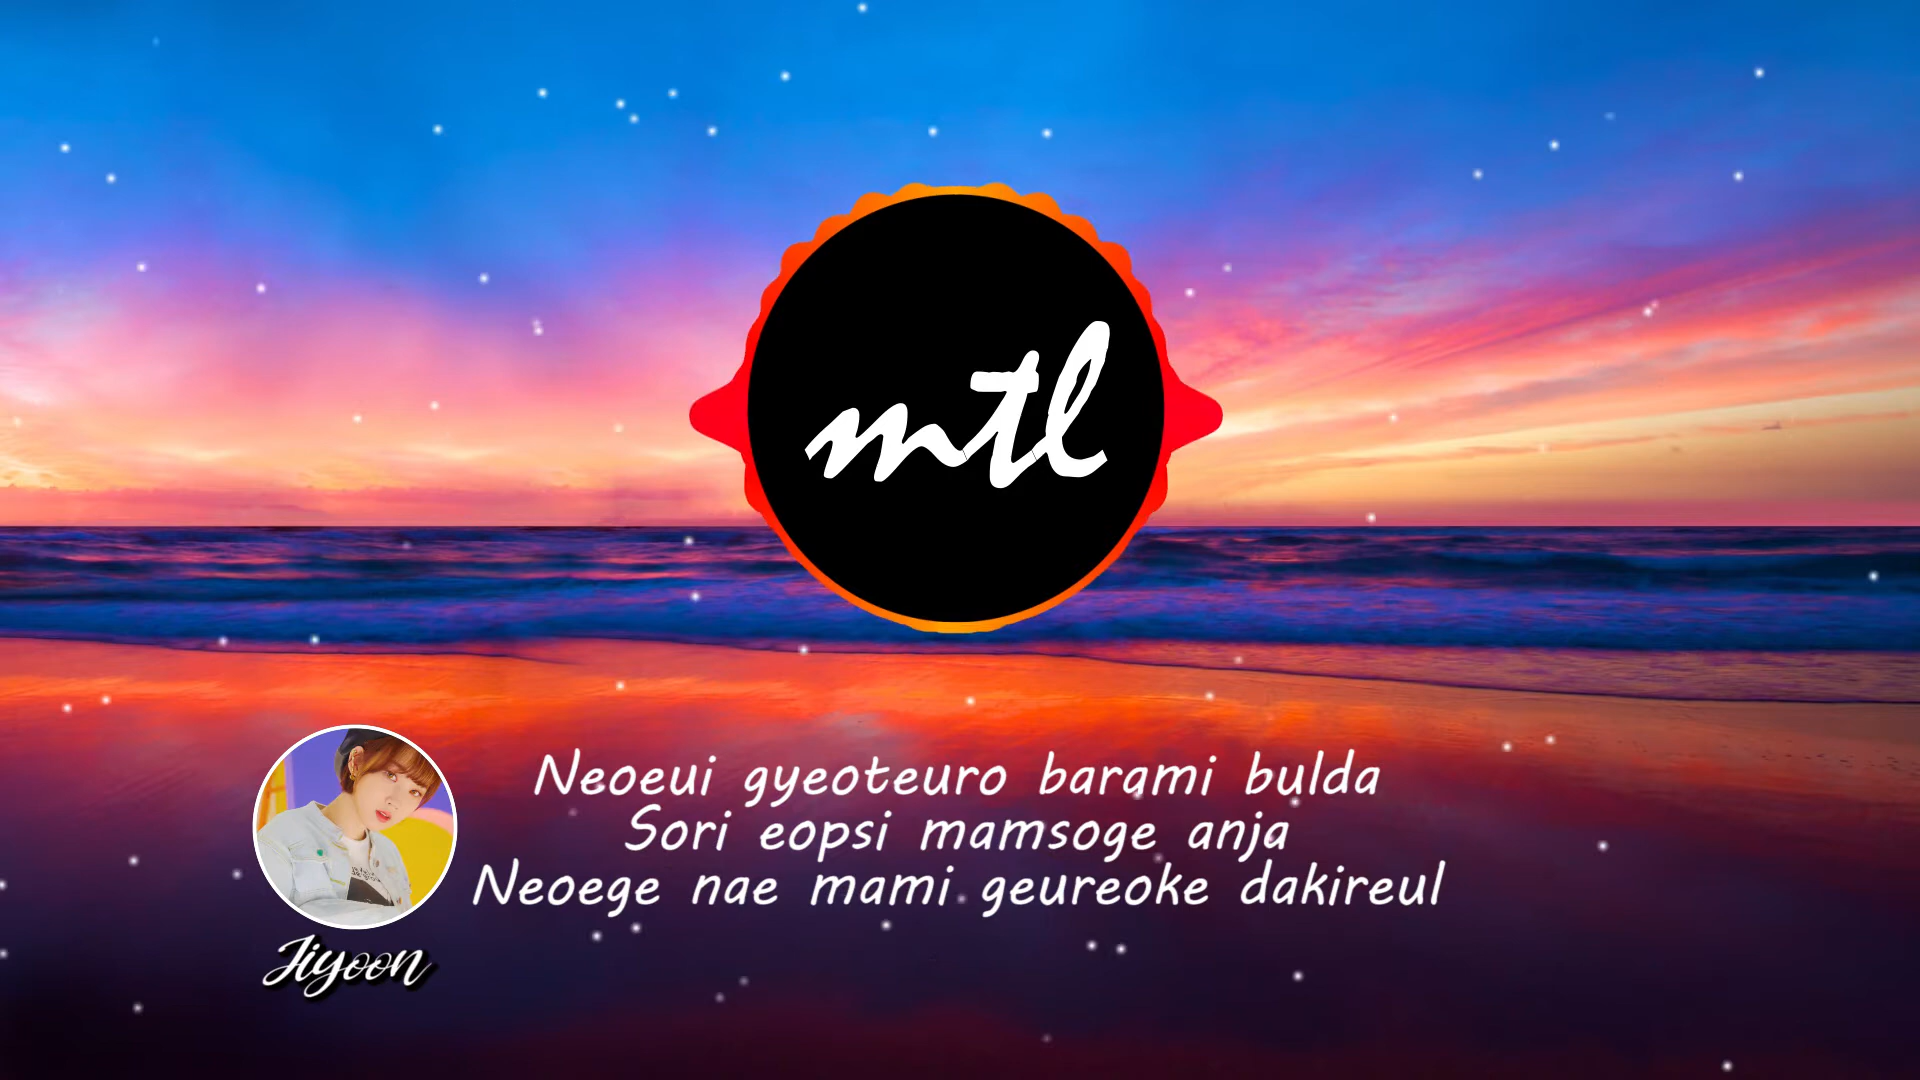 mtl
Neoeui gyeoteuro barami bulda
Sori eopsi mamsoge anja
Neoege nae mami geureoke dakireul
Jiyoon